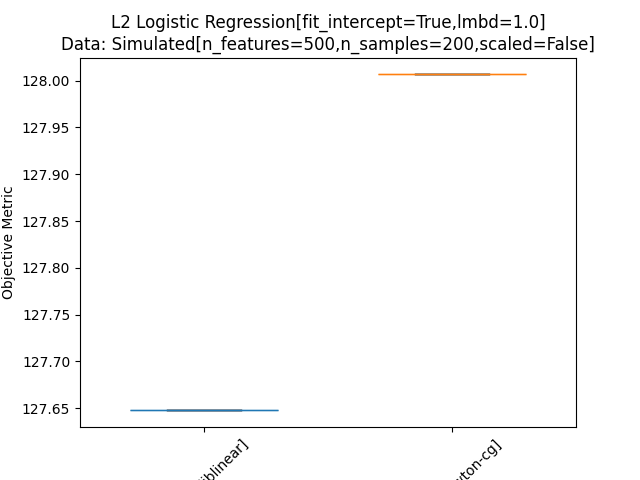 L2 Logistic Regression[fit_intercept=True,lmbd=1.0]
Data: Simulated[n_features=500,n_samples=200,scaled=False]
Objective Metric
128.00
127.95
127.90
127.85
127.80
127.75
127.70
127.65
iblinear]
ton-cg]